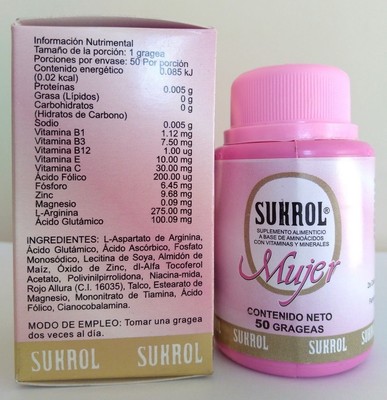 Información Nutrimental
Tamaño de la porción: 1 gragea
Porciones por envase: 50 Por porción
Contenido energético 0.085 kJ
(0.02 kcal)
Proteínas 0.005 g
Grasa (Lípidos) 0 g
Carbohidratos 0 g
(Hidratos de Carbono)
Sodio 0.005 g
Vitamina B1 1.12 mg
Vitamina B3 7.50 mg
Vitamina B12 1.00 ug
Vitamina E 10.00 mg
Vitamina C 30.00 mg
Ácido Fólico 200.00 ug
Fósforo 6.45 mg
Zinc 9.68 mg
Magnesio 0.09 mg
L-Arginina 275.00 mg
Ácido Glutámico 100.09 mg
INGREDIENTES: L-Aspartato de Arginina,
Ácido Glutámico, Ácido Ascórbico, Fosfato
Monosódico, Lecitina de Soya, Almidón
de Maíz, Óxido de Zinc, dl-Alfa Tocoferol
Acetato, Polivinilpirrolidona, Niacina-mida,
Rojo Allura (C.I. 16035), Talco, Estearato de
Magnesio, Mononitrato de Tiamina, Ácido
Fólico, Cianocobalamina.
MODO DE EMPLEO: Tomar una gragea
dos veces al día.
SUKROL SUKROL
SUKROL®
SUPLEMENTO ALIMENTICIO
A BASE DE AMINOÁCIDOS
CON VITAMINAS Y MINERALES
Mujer
CONTENIDO NETO
50 GRAGEAS
SUKROL SUKROL